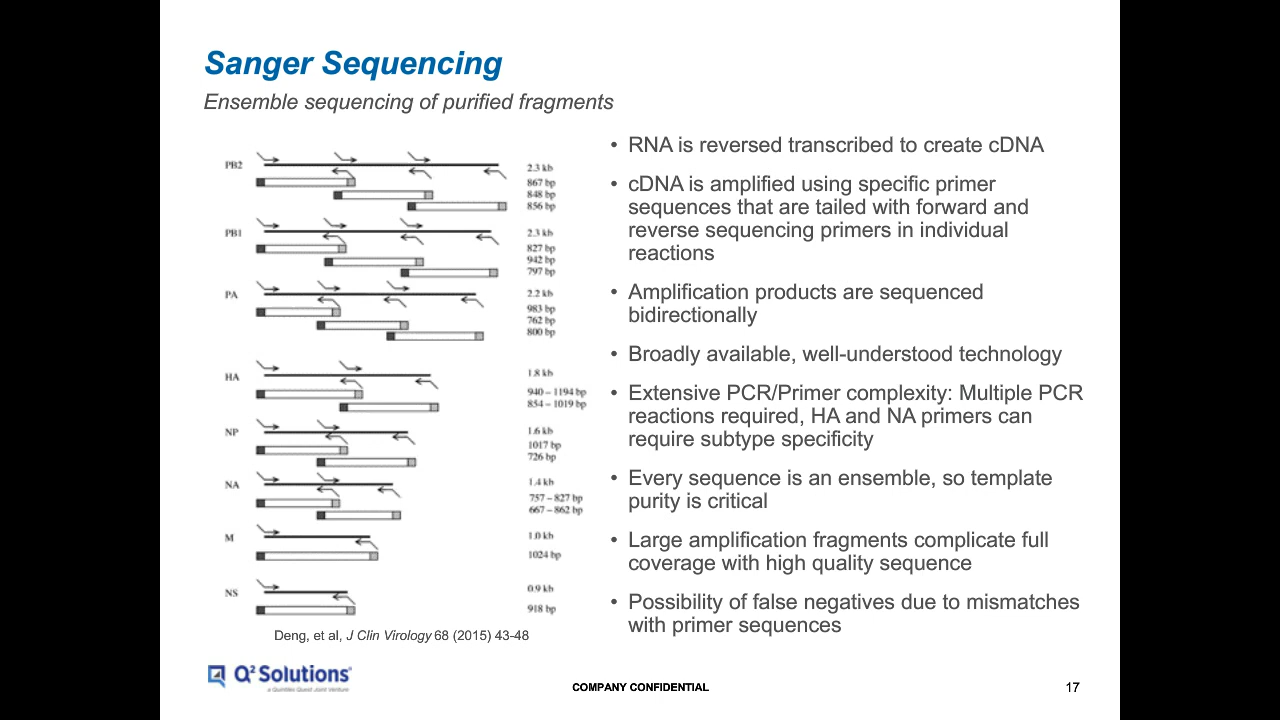 Sanger Sequencing
Ensemble sequencing of purified fragments
PB2
2.3 kb
867 bp
848 bp
856 bp
PB1
2.3 kb
827 bp
942 bp
797 bp
PA
2.2 kb
983 bp
762 bp
800 bp
HA
1.8 kb
940 – 1194 bp
854 – 1019 bp
NP
1.6 kb
1017 bp
726 bp
NA
1.4 kb
757 – 827 bp
667 – 862 bp
M
1.0 kb
1024 bp
NS
0.9 kb
918 bp
Deng, et al, J Clin Virology 68 (2015) 43-48
• RNA is reversed transcribed to create cDNA
• cDNA is amplified using specific primer
sequences that are tailed with forward and
reverse sequencing primers in individual
reactions
• Amplification products are sequenced
bidirectionally
• Broadly available, well-understood technology
• Extensive PCR/Primer complexity: Multiple PCR
reactions required, HA and NA primers can
require subtype specificity
• Every sequence is an ensemble, so template
purity is critical
• Large amplification fragments complicate full
coverage with high quality sequence
• Possibility of false negatives due to mismatches
with primer sequences
Q² Solutions
a Quintiles Quest Joint Venture
COMPANY CONFIDENTIAL
17